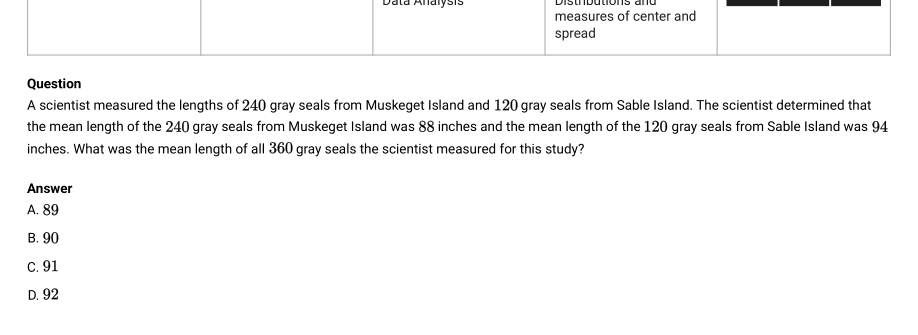 Data Analysis
Distributions and
measures of center and
spread
Question
A scientist measured the lengths of 240 gray seals from Muskeget Island and 120 gray seals from Sable Island. The scientist determined that
the mean length of the 240 gray seals from Muskeget Island was 88 inches and the mean length of the 120 gray seals from Sable Island was 94
inches. What was the mean length of all 360 gray seals the scientist measured for this study?
Answer
A. 89
B. 90
C. 91
D. 92